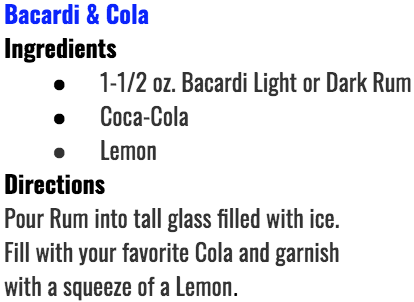 Bacardi & Cola
Ingredients
● 1-1/2 oz. Bacardi Light or Dark Rum
● Coca-Cola
● Lemon
Directions
Pour Rum into tall glass filled with ice.
Fill with your favorite Cola and garnish
with a squeeze of a Lemon.